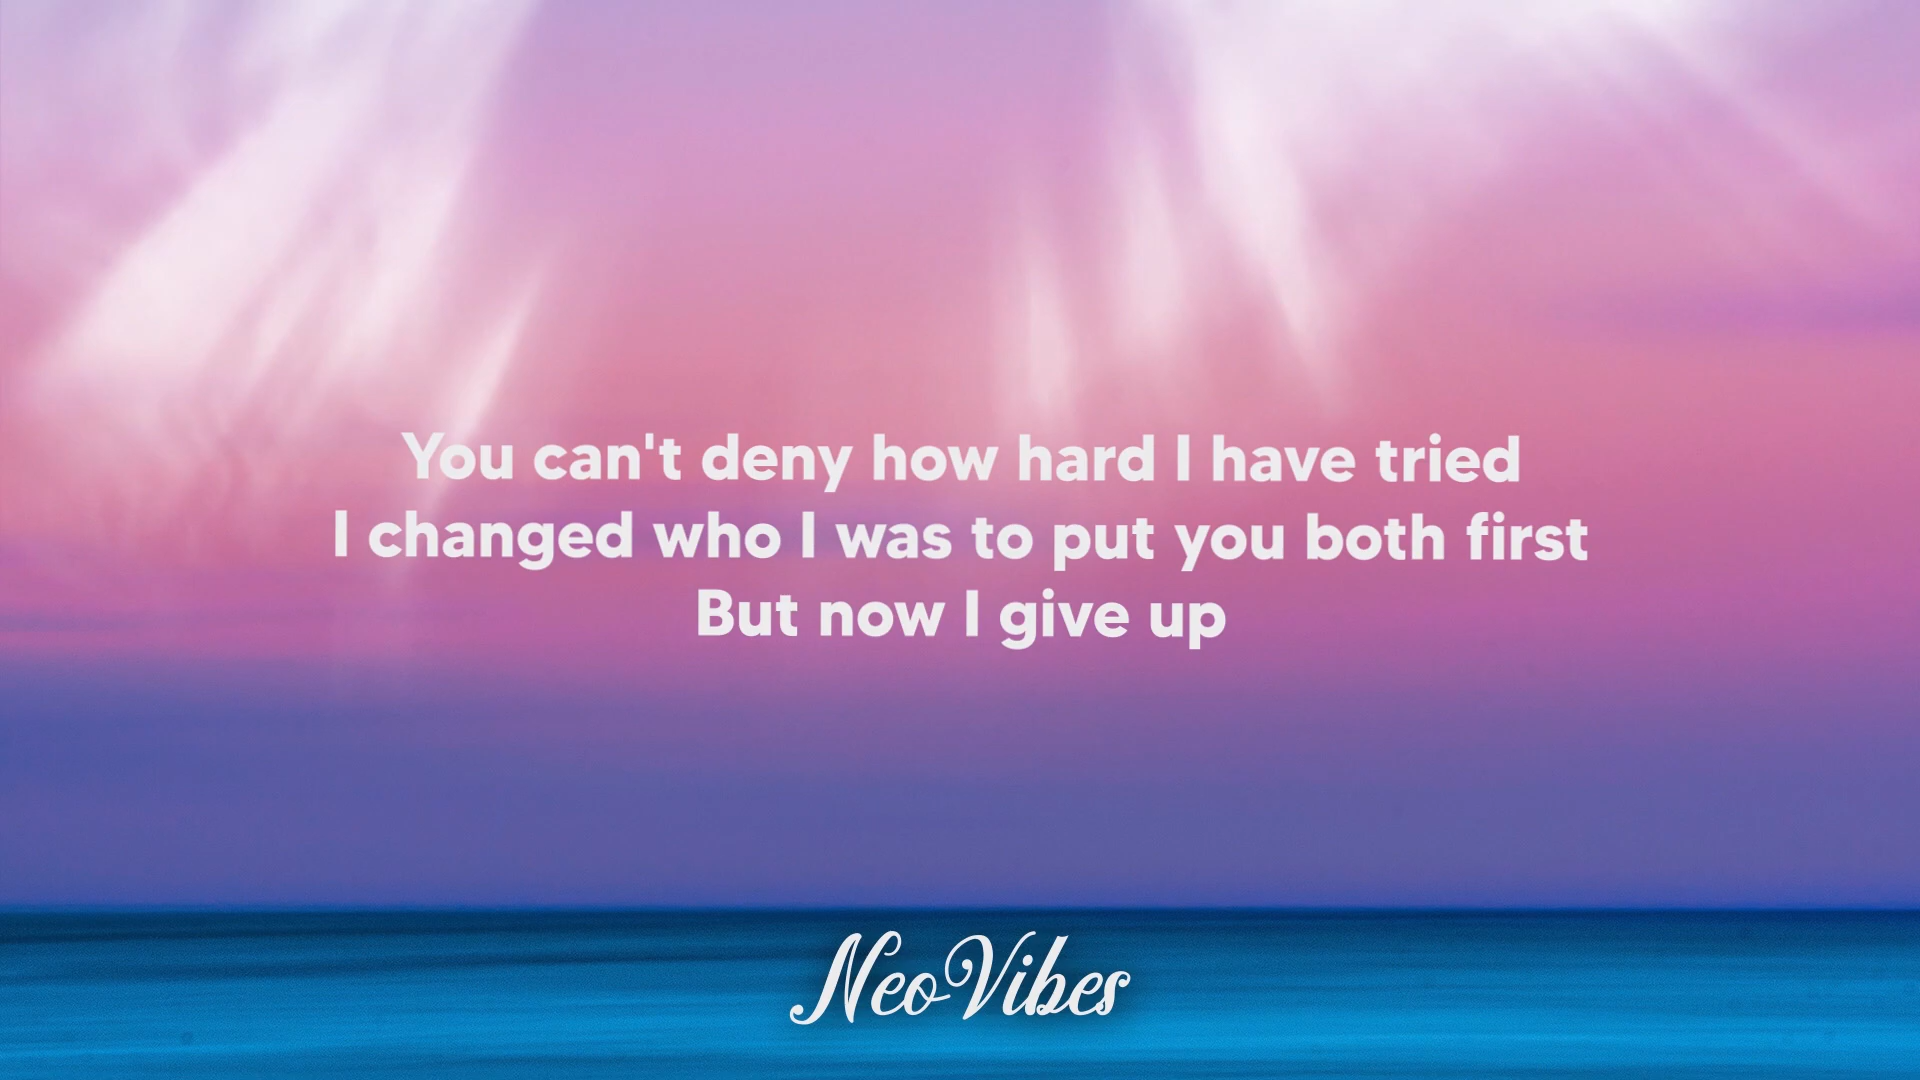 You can't deny how hard I have tried
I changed who I was to put you both first
But now I give up
NeoVibes